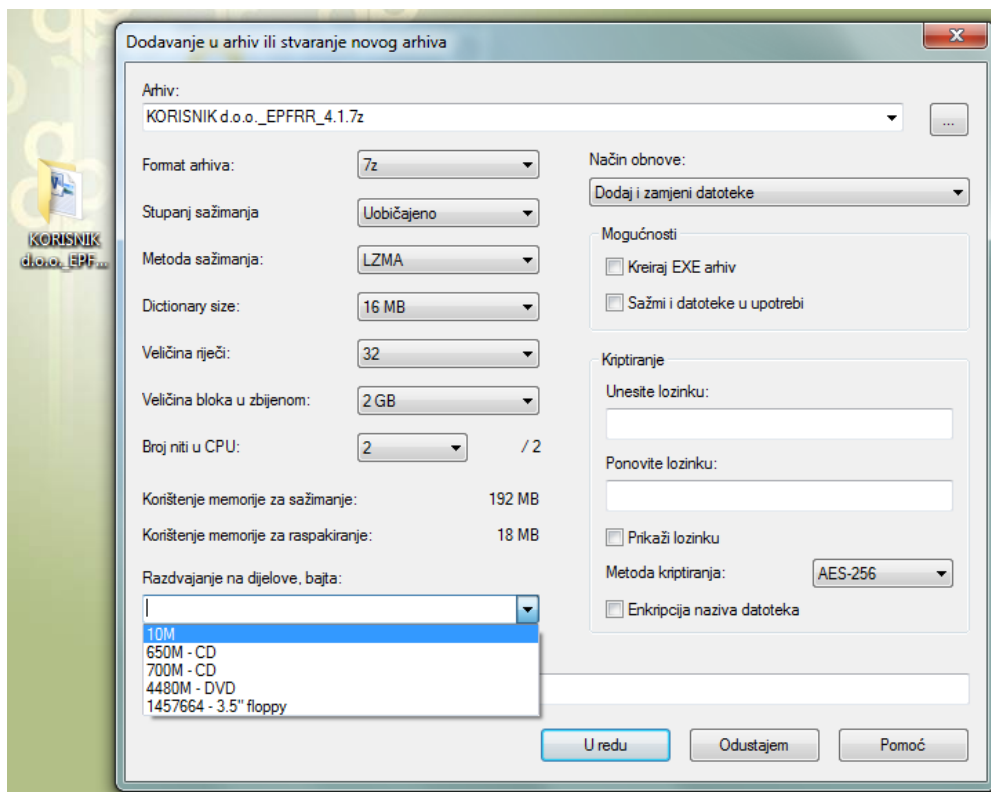 Dodavanje u arhiv ili stvaranje novog arhiva
Arhiv:
KORISNIK d.o.o._EPFRR_4.1.7z
...
Format arhiva:
7z
Stupanj sažimanja
Uobičajeno
Metoda sažimanja:
LZMA
Dictionary size:
16 MB
Veličina riječi:
32
Veličina bloka u zbijenom:
2 GB
Broj niti u CPU:
2
/ 2
Korištenje memorije za sažimanje:
192 MB
Korištenje memorije za raspakiranje:
18 MB
Razdvajanje na dijelove, bajta:
10M
650M - CD
700M - CD
4480M - DVD
1457664 - 3.5" floppy
Način obnove:
Dodaj i zamjeni datoteke
Mogućnosti
Kreiraj EXE arhiv
Sažmi i datoteke u upotrebi
Kriptiranje
Unesite lozinku:
Ponovite lozinku:
Prikaži lozinku
Metoda kriptiranja:
AES-256
Enkripcija naziva datoteka
U redu
Odustajem
Pomoć
KORISNIK
d.o.o._EPF...